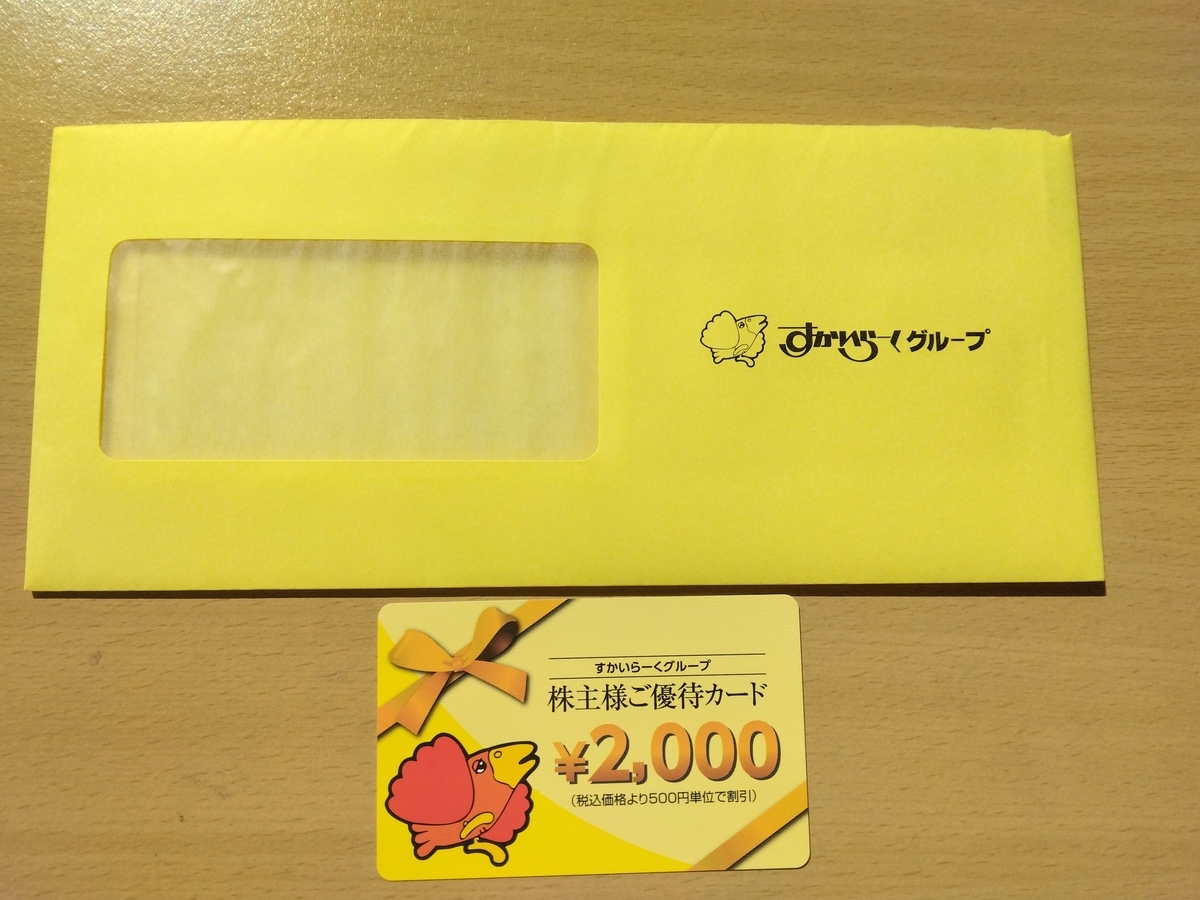 すかいらーくグループ
すかいらーくグループ
株主様ご優待カード
¥2,000
(税込価格より500円単位で割引)